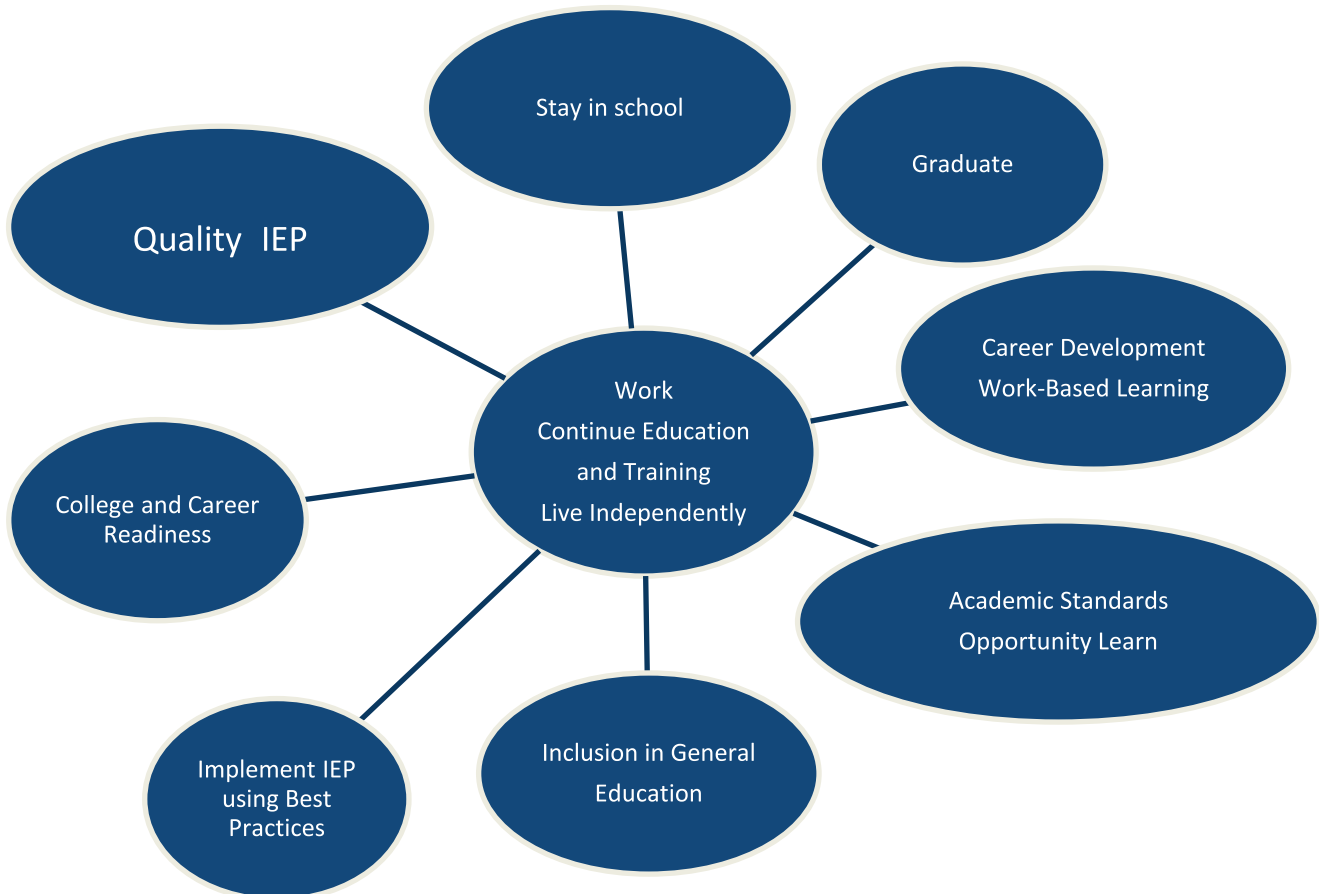 Stay in school
Graduate
Quality IEP
Career Development
Work-Based Learning
Work
Continue Education
and Training
Live Independently
College and Career
Readiness
Academic Standards
Opportunity Learn
Inclusion in General
Education
Implement IEP
using Best
Practices